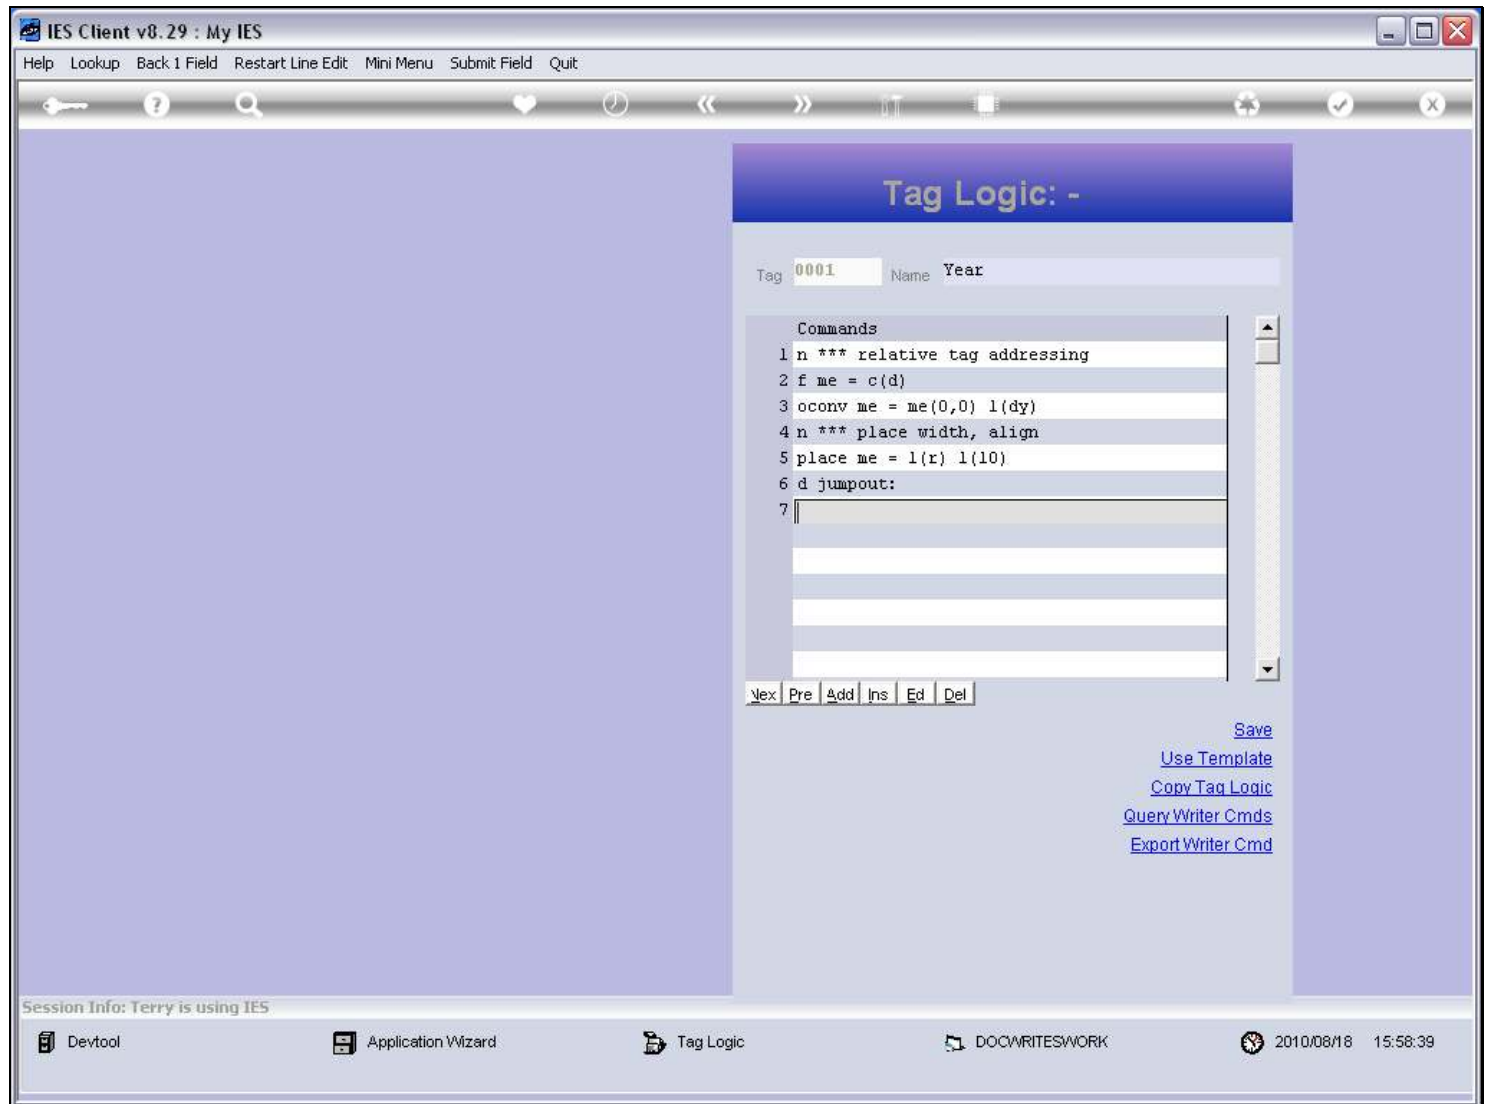 IES Client v8.29 : My IES
Help Lookup Back 1 Field Restart Line Edit Mini Menu Submit Field Quit
Tag Logic: -
Tag 0001 Name Year
Commands
1 n *** relative tag addressing
2 f me = c(d)
3 oconv me = me(0,0) l(dy)
4 n *** place width, align
5 place me = l(r) l(10)
6 d jumpout:
7
Nex Pre Add Ins Ed Del
Save
Use Template
Copy Tag Logic
Query Writer Cmds
Export Writer Cmd
Session Info: Terry is using IES
Devtool Application Wizard Tag Logic DOCWRITESWORK 2010/08/18 15:58:39